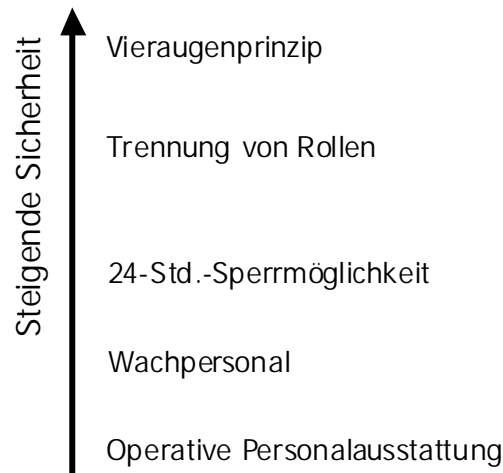 Steigende Sicherheit
Vieraugenprinzip
Trennung von Rollen
24-Std.-Sperrmöglichkeit
Wachpersonal
Operative Personalausstattung